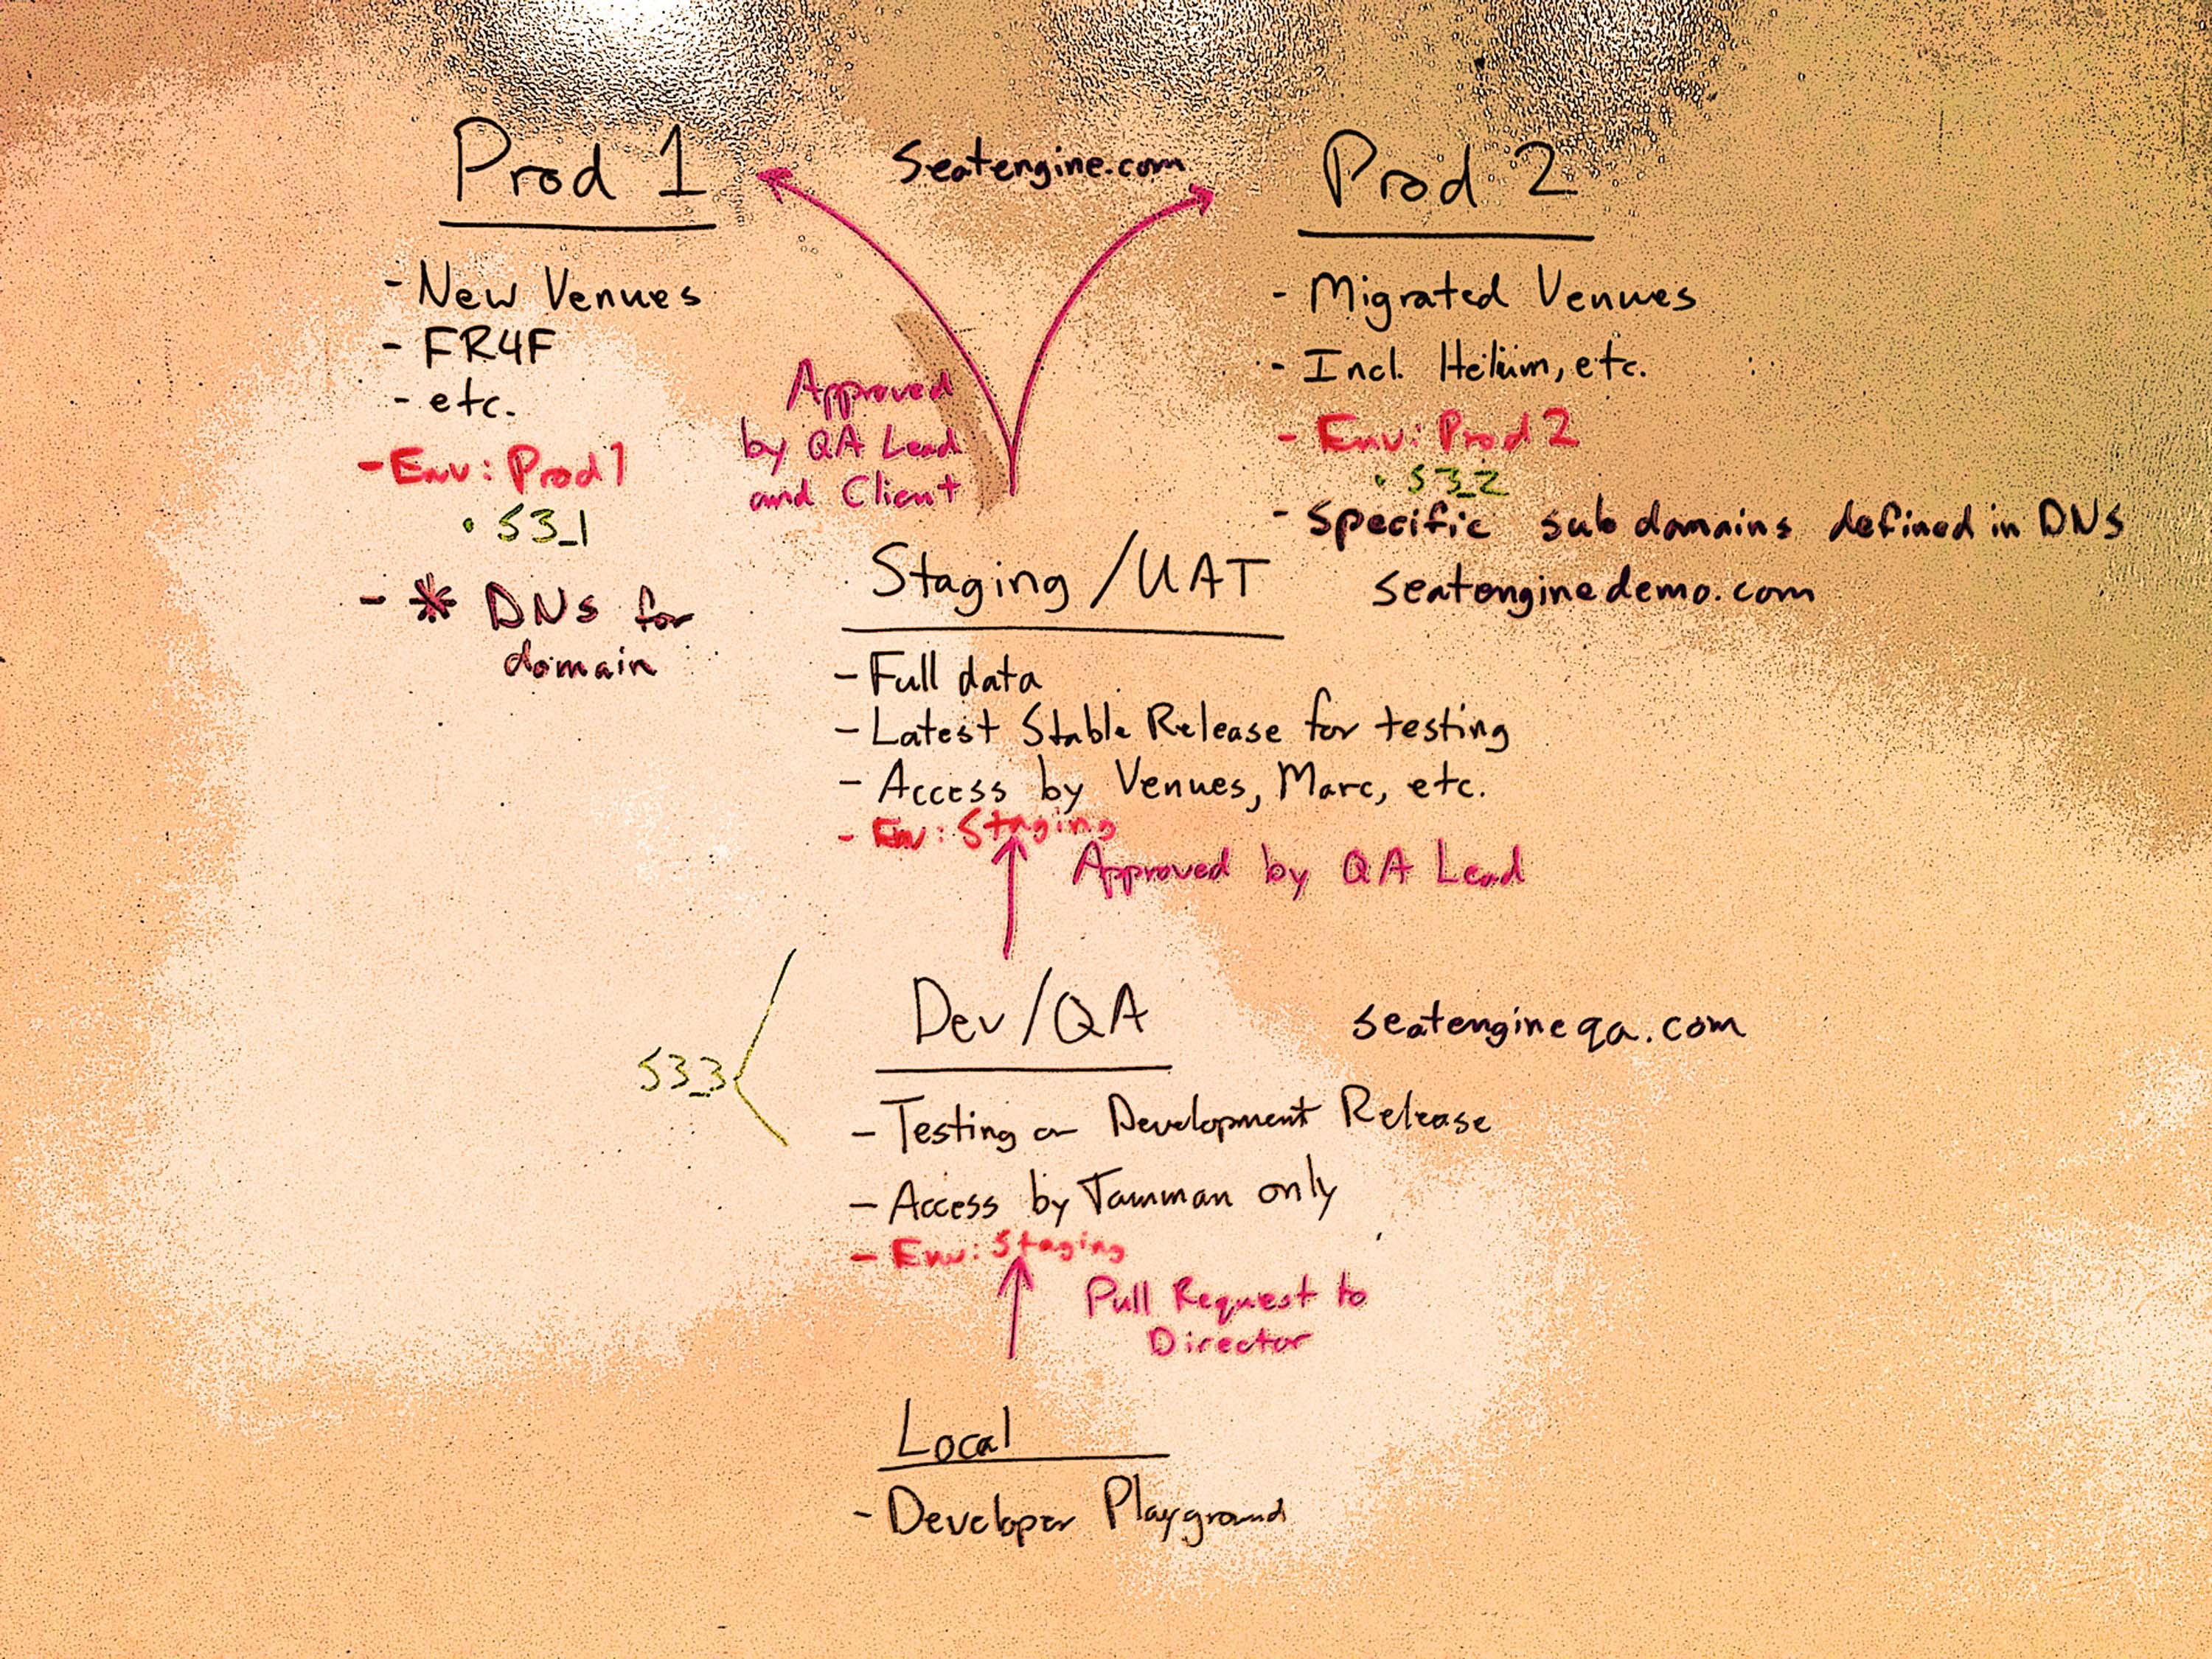 Prod 1
- New Venues
- FR4F
- etc.
- Env: Prod 1
• S3_1
- * DNS for
domain
Seatengine.com
Approved
by QA Lead
and Client
Prod 2
- Migrated Venues
- Incl. Helium, etc.
- Env: Prod 2
• S3_2
- Specific sub domains defined in DNS
Staging / UAT
seatenginedemo.com
- Full data
- Latest Stable Release for testing
- Access by Venues, Marc, etc.
- Env: Staging
Approved by QA Lead
S3_3
Dev / QA
seatengineqa.com
- Testing on Development Release
- Access by Tamman only
- Env: Staging
Pull Request to
Director
Local
- Developer Playground